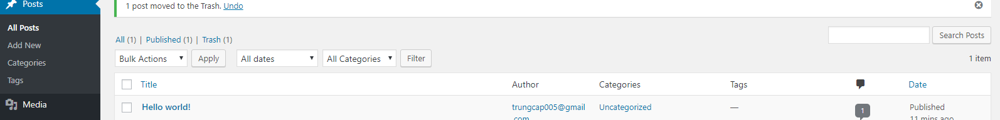 Posts
All Posts
Add New
Categories
Tags
Media
1 post moved to the Trash. Undo
All (1) | Published (1) | Trash (1)
Search Posts
Bulk Actions Apply All dates All Categories Filter
1 item
Title Author Categories Tags Date
Hello world! trungcap005@gmail Uncategorized — 1 Published
.com 11 mins ago